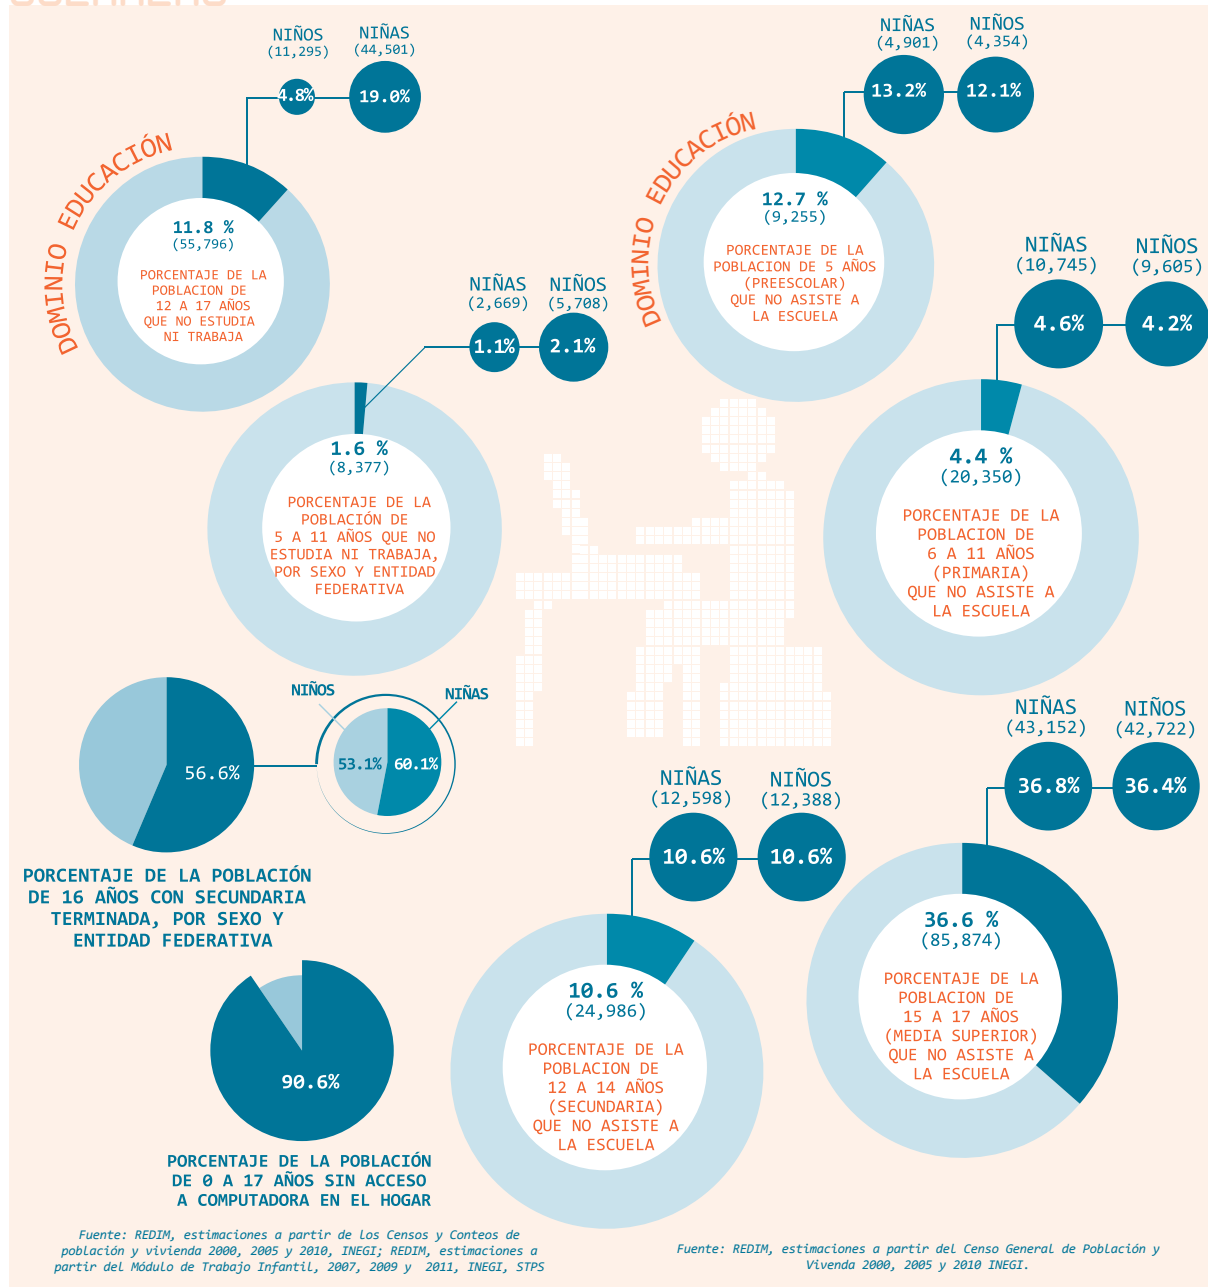 NIÑOS
(11,295)
NIÑAS
(44,501)
4.8%
19.0%
DOMINIO EDUCACIÓN
11.8 %
(55,796)
PORCENTAJE DE LA
POBLACION DE
12 A 17 AÑOS
QUE NO ESTUDIA
NI TRABAJA
NIÑAS
(2,669)
NIÑOS
(5,708)
1.1%
2.1%
1.6 %
(8,377)
PORCENTAJE DE LA
POBLACIÓN DE
5 A 11 AÑOS QUE NO
ESTUDIA NI TRABAJA,
POR SEXO Y ENTIDAD
FEDERATIVA
NIÑOS
NIÑAS
56.6%
53.1%
60.1%
PORCENTAJE DE LA POBLACIÓN
DE 16 AÑOS CON SECUNDARIA
TERMINADA, POR SEXO Y
ENTIDAD FEDERATIVA
90.6%
PORCENTAJE DE LA POBLACIÓN
DE 0 A 17 AÑOS SIN ACCESO
A COMPUTADORA EN EL HOGAR
Fuente: REDIM, estimaciones a partir de los Censos y Conteos de
población y vivienda 2000, 2005 y 2010, INEGI; REDIM, estimaciones a
partir del Módulo de Trabajo Infantil, 2007, 2009 y 2011, INEGI, STPS
NIÑAS
(4,901)
NIÑOS
(4,354)
13.2%
12.1%
DOMINIO EDUCACIÓN
12.7 %
(9,255)
PORCENTAJE DE LA
POBLACION DE 5 AÑOS
(PREESCOLAR)
QUE NO ASISTE A
LA ESCUELA
NIÑAS
(10,745)
NIÑOS
(9,605)
4.6%
4.2%
4.4 %
(20,350)
PORCENTAJE DE LA
POBLACION DE
6 A 11 AÑOS
(PRIMARIA)
QUE NO ASISTE A
LA ESCUELA
NIÑAS
(12,598)
NIÑOS
(12,388)
10.6%
10.6%
10.6 %
(24,986)
PORCENTAJE DE LA
POBLACION DE
12 A 14 AÑOS
(SECUNDARIA)
QUE NO ASISTE A
LA ESCUELA
NIÑAS
(43,152)
NIÑOS
(42,722)
36.8%
36.4%
36.6 %
(85,874)
PORCENTAJE DE LA
POBLACION DE
15 A 17 AÑOS
(MEDIA SUPERIOR)
QUE NO ASISTE A
LA ESCUELA
Fuente: REDIM, estimaciones a partir del Censo General de Población y
Vivenda 2000, 2005 y 2010 INEGI.